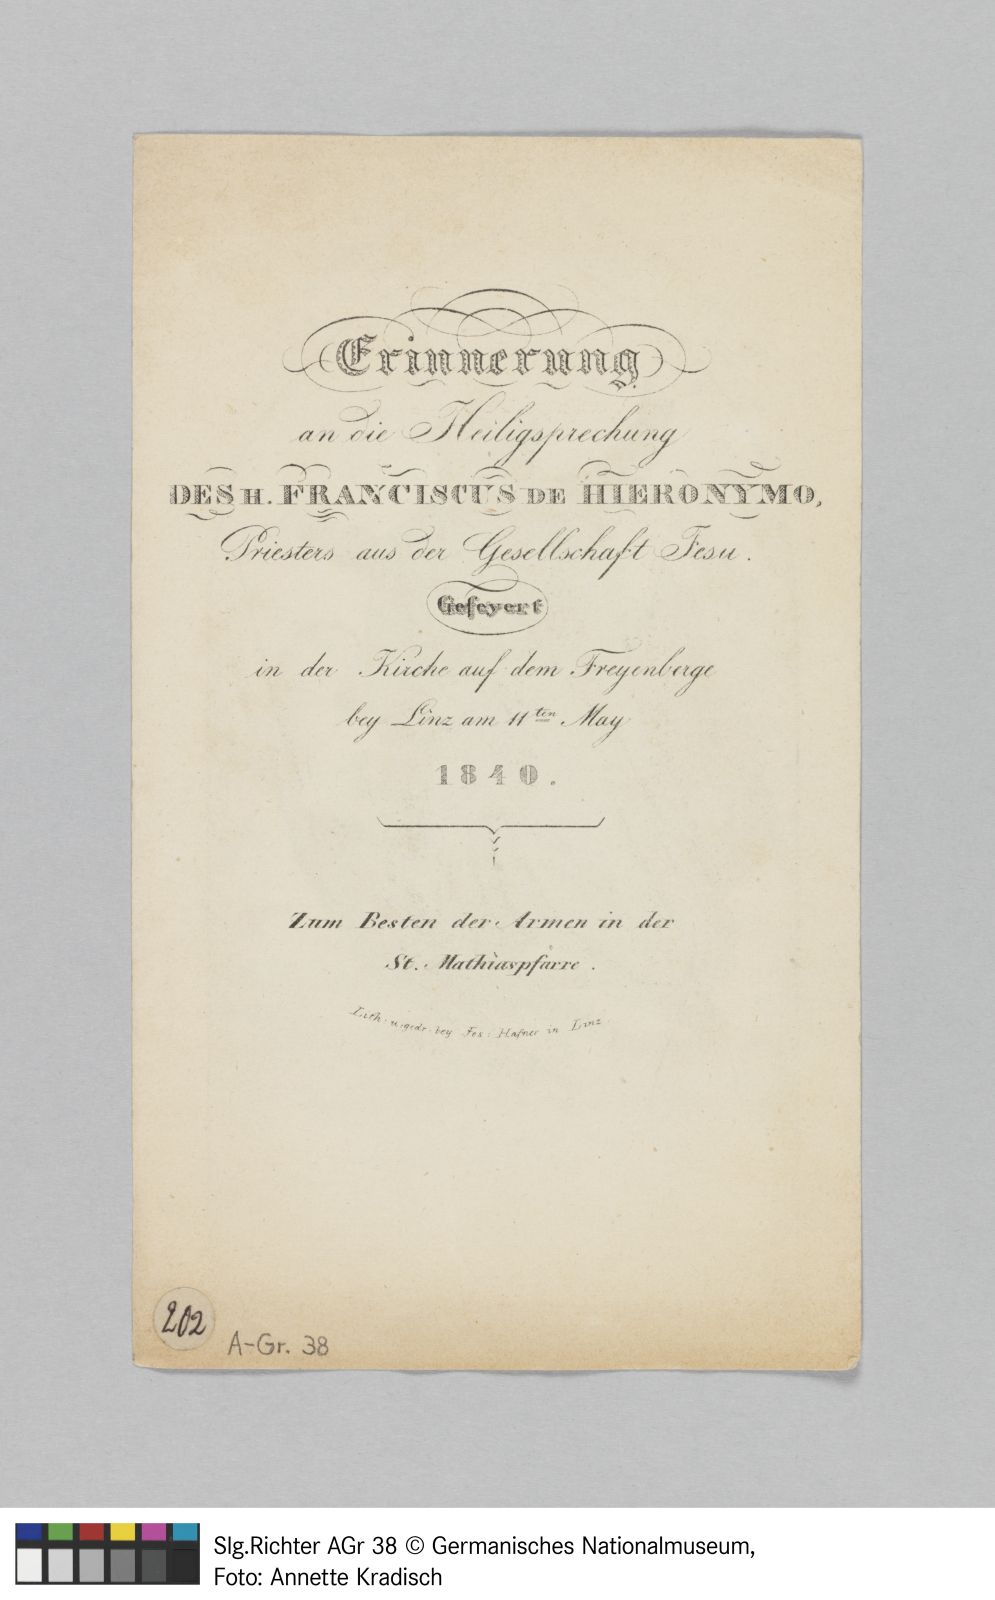 Erinnerung
an die Heiligsprechung
DES H. FRANCISCUS DE HIERONYMO,
Priesters aus der Gesellschaft Jesu.
Gefeyert
in der Kirche auf dem Freyenberge
bey Linz am 11ten May
1840.
Zum Besten der Armen in der
St. Mathiaspfarre.
Lith. u. gedr. bey Jos: Hafner in Linz
202
A-Gr. 38
Slg.Richter AGr 38 © Germanisches Nationalmuseum,
Foto: Annette Kradisch